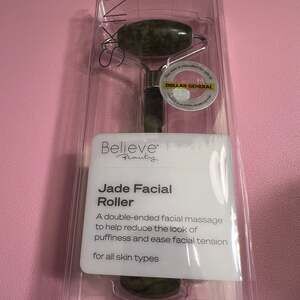 DOLLAR GENERAL
Believe
Beauty
Jade Facial
Roller
A double-ended facial massage
to help reduce the look of
puffiness and ease facial tension
for all skin types